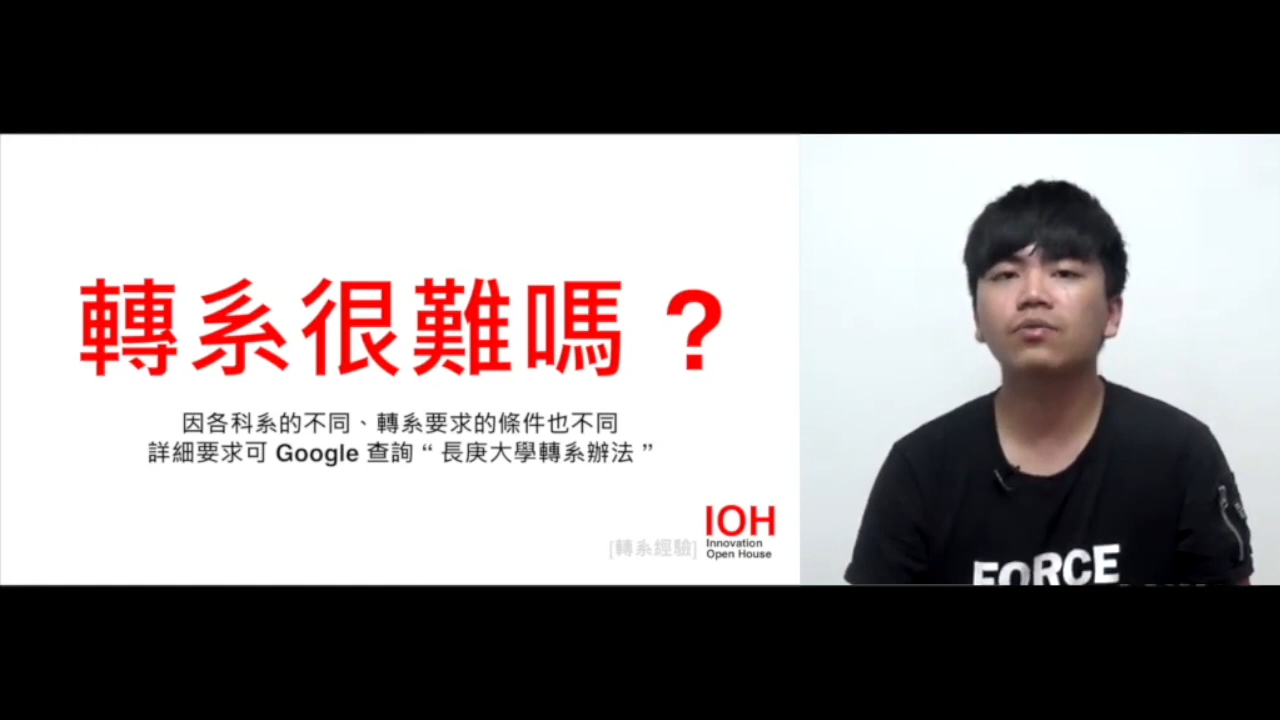 轉系很難嗎？
因各科系的不同、轉系要求的條件也不同
詳細要求可 Google 查詢 “ 長庚大學轉系辦法 ”
[轉系經驗]
IOH
Innovation
Open House
FORCE